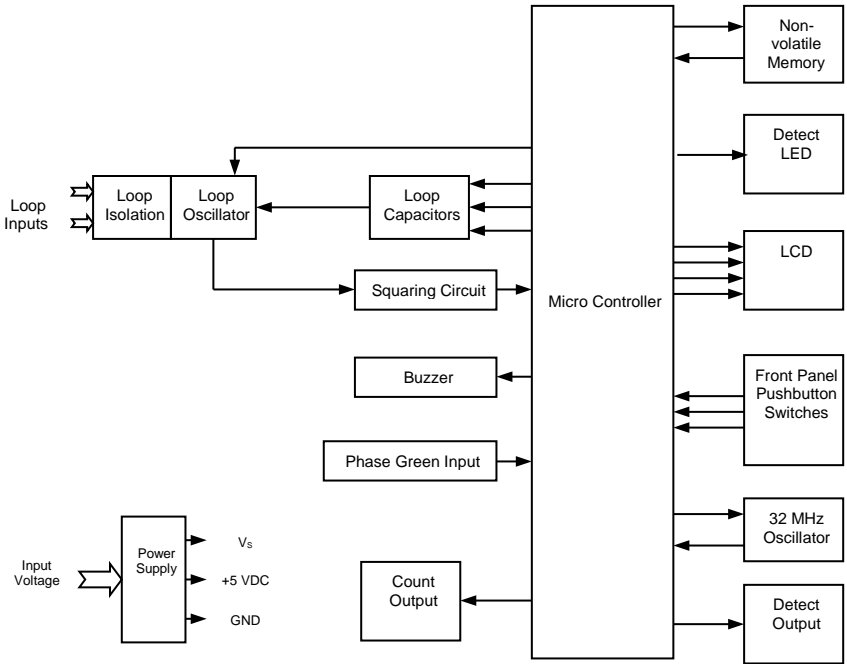 Non-
volatile
Memory
Detect
LED
Loop
Inputs
Loop
Isolation
Loop
Oscillator
Loop
Capacitors
LCD
Squaring Circuit
Micro Controller
Buzzer
Front Panel
Pushbutton
Switches
Phase Green Input
32 MHz
Oscillator
Input
Voltage
Power
Supply
Vs
+5 VDC
GND
Count
Output
Detect
Output